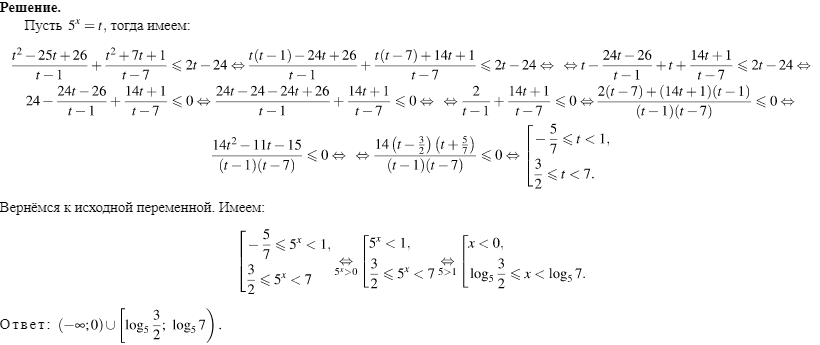 Решение.
Пусть 5^x = t, тогда имеем:
(t^2 − 25t + 26)/(t − 1) + (t^2 + 7t + 1)/(t − 7) ⩽ 2t − 24 ⇔ (t(t − 1) − 24t + 26)/(t − 1) + (t(t − 7) + 14t + 1)/(t − 7) ⩽ 2t − 24 ⇔ ⇔ t − (24t − 26)/(t − 1) + t + (14t + 1)/(t − 7) ⩽ 2t − 24 ⇔
24 − (24t − 26)/(t − 1) + (14t + 1)/(t − 7) ⩽ 0 ⇔ (24t − 24 − 24t + 26)/(t − 1) + (14t + 1)/(t − 7) ⩽ 0 ⇔ ⇔ 2/(t − 1) + (14t + 1)/(t − 7) ⩽ 0 ⇔ (2(t − 7) + (14t + 1)(t − 1))/((t − 1)(t − 7)) ⩽ 0 ⇔
(14t^2 − 11t − 15)/((t − 1)(t − 7)) ⩽ 0 ⇔ ⇔ 14(t − 3/2)(t + 5/7)/((t − 1)(t − 7)) ⩽ 0 ⇔ [ −5/7 ⩽ t < 1, 3/2 ⩽ t < 7.
Вернёмся к исходной переменной. Имеем:
[ −5/7 ⩽ 5^x < 1, 3/2 ⩽ 5^x < 7 ⇔ 5^x>0 [ 5^x < 1, 3/2 ⩽ 5^x < 7 ⇔ 5>1 [ x < 0, log_5 3/2 ⩽ x < log_5 7.
Ответ: (−∞; 0) ∪ [log_5 3/2; log_5 7).